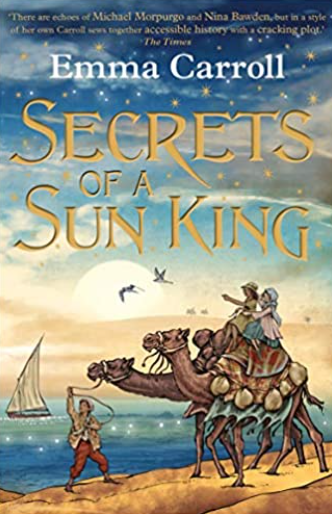 'There are echoes of Michael Morpurgo and Nina Bawden, but in a style
of her own Carroll sews together accessible history with a cracking plot.'
The Times
Emma Carroll
SECRETS
OF A
SUN KING